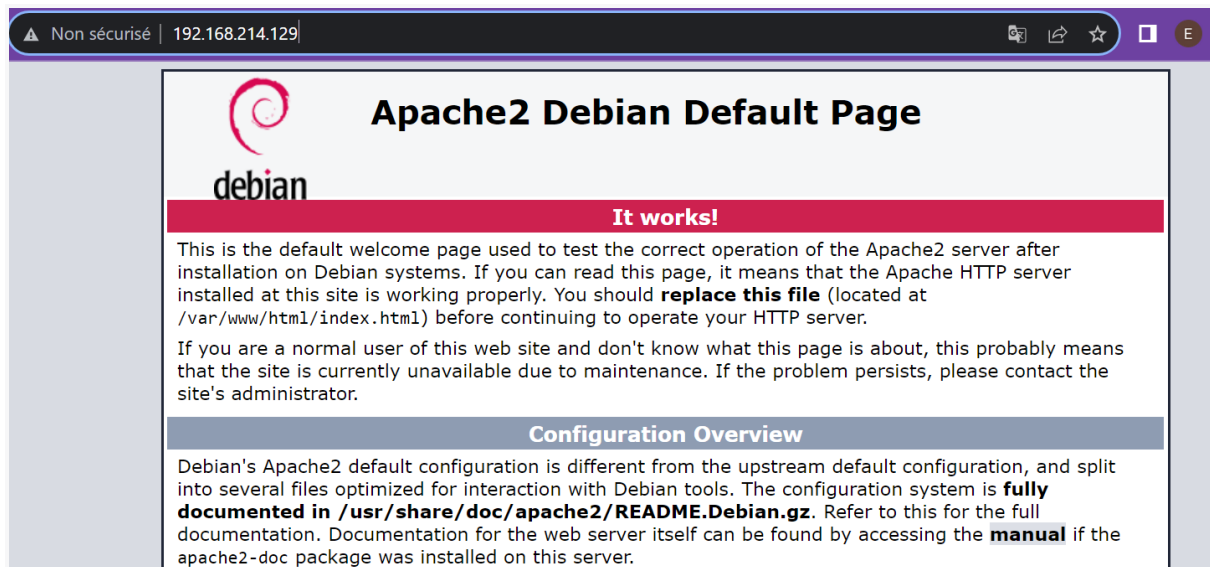 Non sécurisé | 192.168.214.129
E
Apache2 Debian Default Page
debian
It works!
This is the default welcome page used to test the correct operation of the Apache2 server after
installation on Debian systems. If you can read this page, it means that the Apache HTTP server
installed at this site is working properly. You should replace this file (located at
/var/www/html/index.html) before continuing to operate your HTTP server.
If you are a normal user of this web site and don't know what this page is about, this probably means
that the site is currently unavailable due to maintenance. If the problem persists, please contact the
site's administrator.
Configuration Overview
Debian's Apache2 default configuration is different from the upstream default configuration, and split
into several files optimized for interaction with Debian tools. The configuration system is fully
documented in /usr/share/doc/apache2/README.Debian.gz. Refer to this for the full
documentation. Documentation for the web server itself can be found by accessing the manual if the
apache2-doc package was installed on this server.